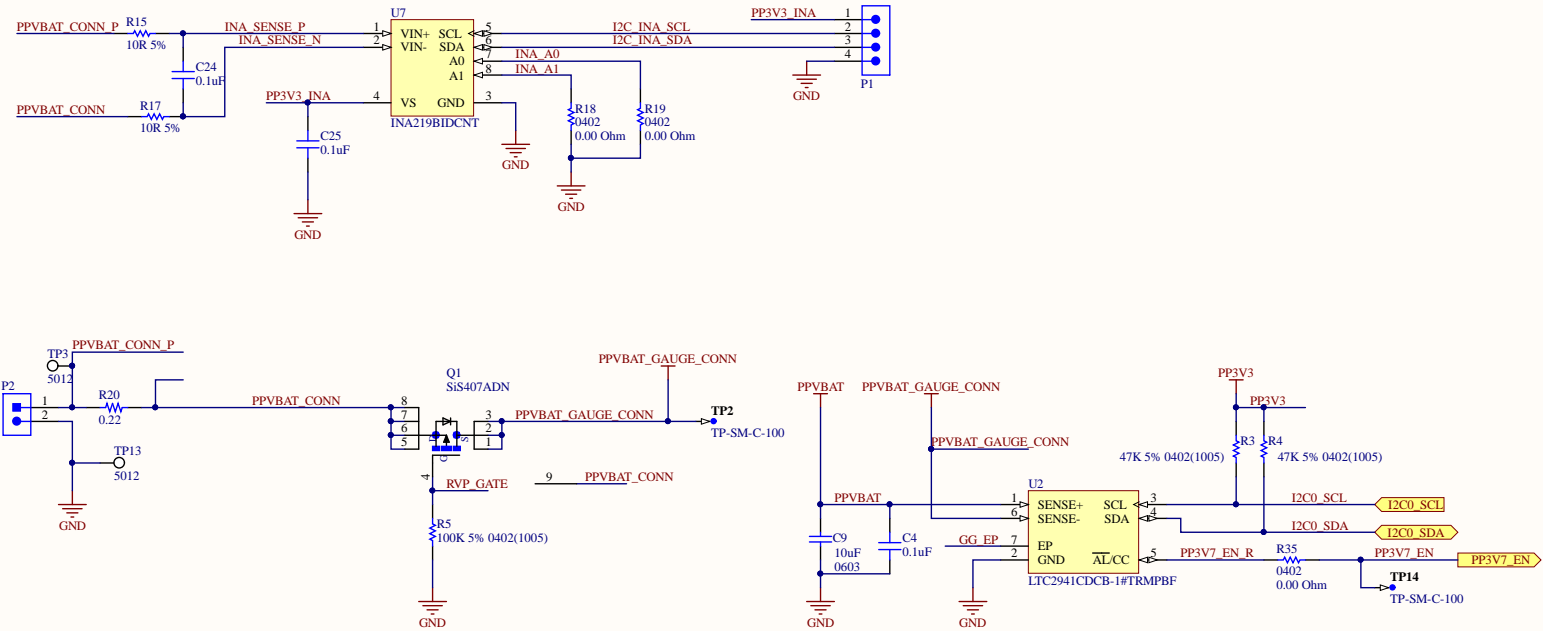 PPVBAT_CONN_P
R15
10R 5%
INA_SENSE_P
INA_SENSE_N
C24
0.1uF
PPVBAT_CONN
R17
10R 5%
U7
1
2
4
VIN+
VIN-
VS
SCL
SDA
A0
A1
GND
5
6
7
8
3
INA219BIDCNT
PP3V3_INA
C25
0.1uF
GND
GND
I2C_INA_SCL
I2C_INA_SDA
INA_A0
INA_A1
R18
0402
0.00 Ohm
R19
0402
0.00 Ohm
GND
PP3V3_INA
1
2
3
4
P1
GND
PPVBAT_CONN_P
TP3
5012
P2
1
2
R20
0.22
TP13
5012
GND
PPVBAT_CONN
Q1
SiS407ADN
8
7
6
5
3
2
1
D
S
G
4
RVP_GATE
R5
100K 5% 0402(1005)
GND
9
PPVBAT_CONN
PPVBAT_GAUGE_CONN
PPVBAT_GAUGE_CONN
TP2
TP-SM-C-100
PPVBAT
PPVBAT_GAUGE_CONN
PPVBAT_GAUGE_CONN
PPVBAT
C9
10uF
0603
C4
0.1uF
GND
GG_EP
GND
U2
1
6
7
2
SENSE+
SENSE-
EP
GND
SCL
SDA
AL/CC
3
4
5
LTC2941CDCB-1#TRMPBF
PP3V3
PP3V3
R3
R4
47K 5% 0402(1005)
47K 5% 0402(1005)
I2C0_SCL
I2C0_SCL
I2C0_SDA
I2C0_SDA
PP3V7_EN_R
R35
0402
0.00 Ohm
PP3V7_EN
PP3V7_EN
TP14
TP-SM-C-100